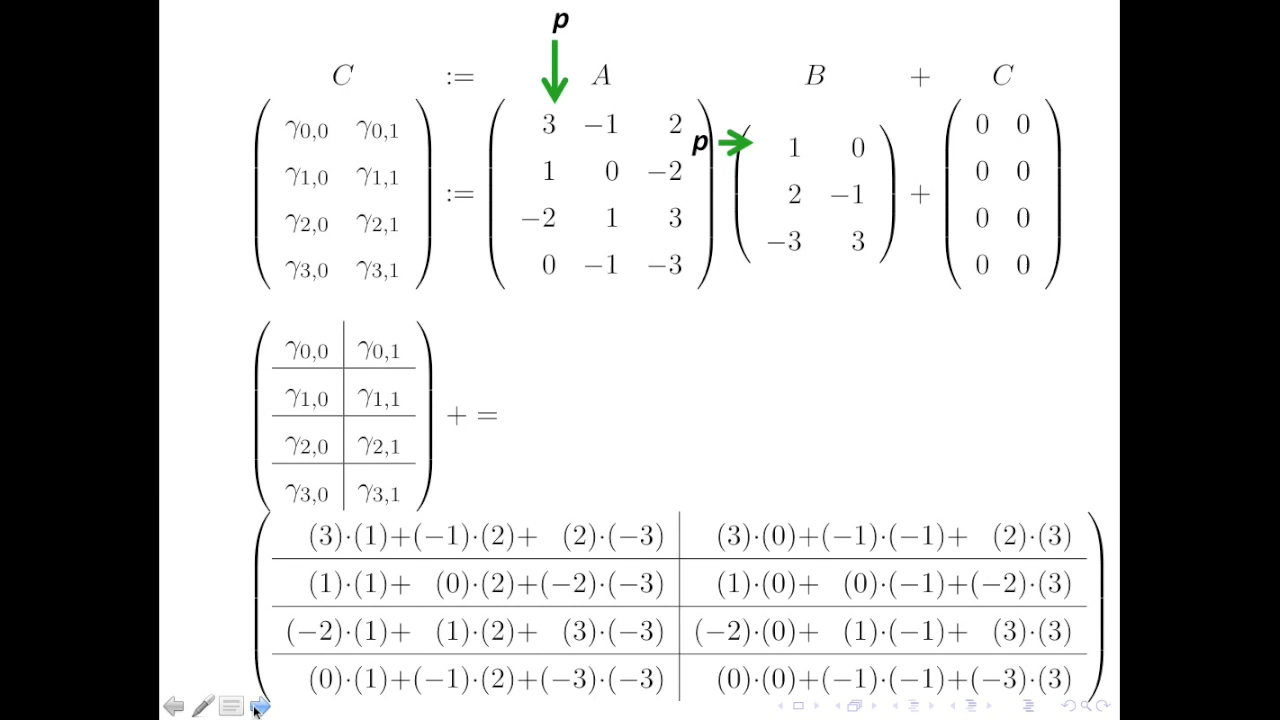 p
C := A B + C
γ0,0 γ0,1 3 −1 2 0 0
p 1 0
γ1,0 γ1,1 1 0 −2 0 0
:= 2 −1 +
γ2,0 γ2,1 −2 1 3 0 0
−3 3
γ3,0 γ3,1 0 −1 −3 0 0
γ0,0 γ0,1
γ1,0 γ1,1
+ =
γ2,0 γ2,1
γ3,0 γ3,1
(3)·(1)+(−1)·(2)+ (2)·(−3) (3)·(0)+(−1)·(−1)+ (2)·(3)
(1)·(1)+ (0)·(2)+(−2)·(−3) (1)·(0)+ (0)·(−1)+(−2)·(3)
(−2)·(1)+ (1)·(2)+ (3)·(−3) (−2)·(0)+ (1)·(−1)+ (3)·(3)
(0)·(1)+(−1)·(2)+(−3)·(−3) (0)·(0)+(−1)·(−1)+(−3)·(3)